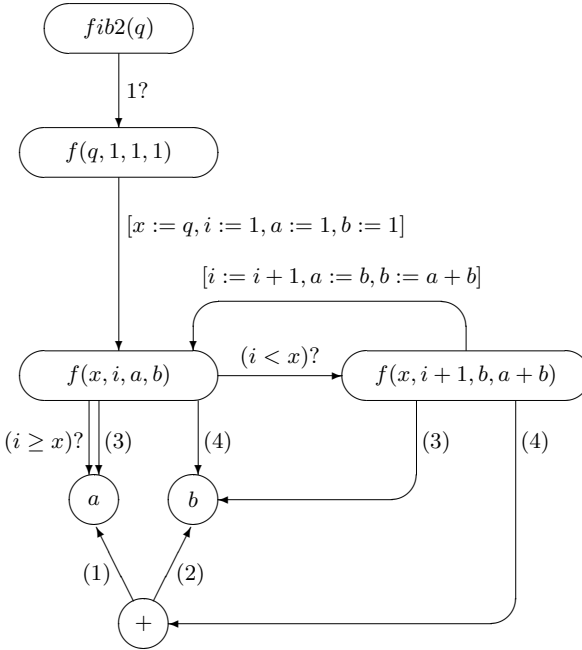 fib2(q)
1?
f(q, 1, 1, 1)
[x := q, i := 1, a := 1, b := 1]
[i := i + 1, a := b, b := a + b]
f(x, i, a, b)
(i < x)?
f(x, i + 1, b, a + b)
(i ≥ x)?
(3)
(4)
(3)
(4)
a
b
(1)
(2)
+